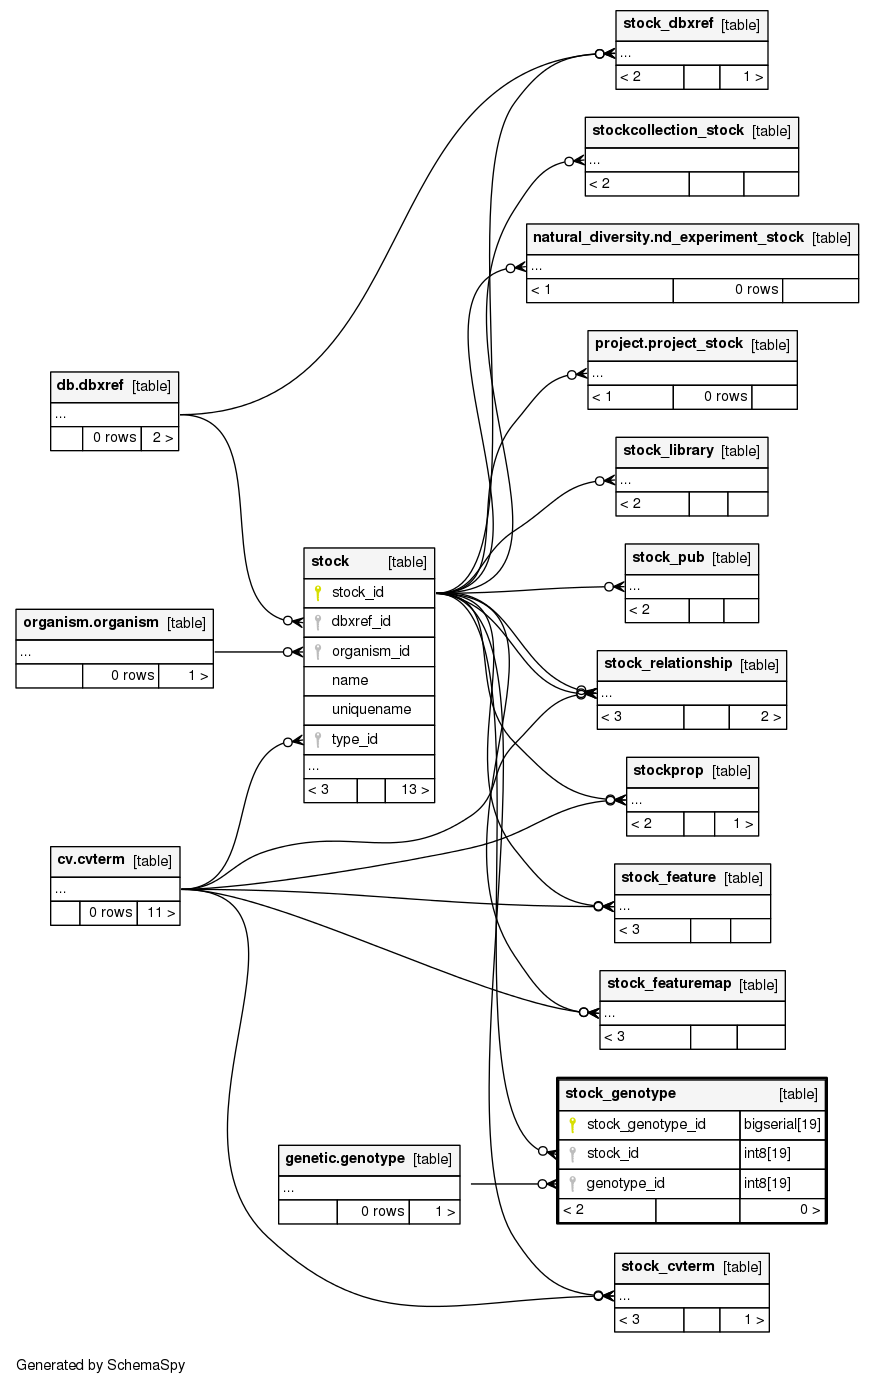 stock_dbxref [table]
...
< 2 1 >
stockcollection_stock [table]
...
< 2
natural_diversity.nd_experiment_stock [table]
...
< 1 0 rows
project.project_stock [table]
...
< 1 0 rows
db.dbxref [table]
...
0 rows 2 >
stock_library [table]
...
< 2
stock_pub [table]
...
< 2
stock [table]
stock_id
dbxref_id
organism_id
name
uniquename
type_id
...
< 3 13 >
organism.organism [table]
...
0 rows 1 >
stock_relationship [table]
...
< 3 2 >
stockprop [table]
...
< 2 1 >
cv.cvterm [table]
...
0 rows 11 >
stock_feature [table]
...
< 3
stock_featuremap [table]
...
< 3
stock_genotype [table]
stock_genotype_id bigserial[19]
stock_id int8[19]
genotype_id int8[19]
< 2 0 >
genetic.genotype [table]
...
0 rows 1 >
stock_cvterm [table]
...
< 3 1 >
Generated by SchemaSpy